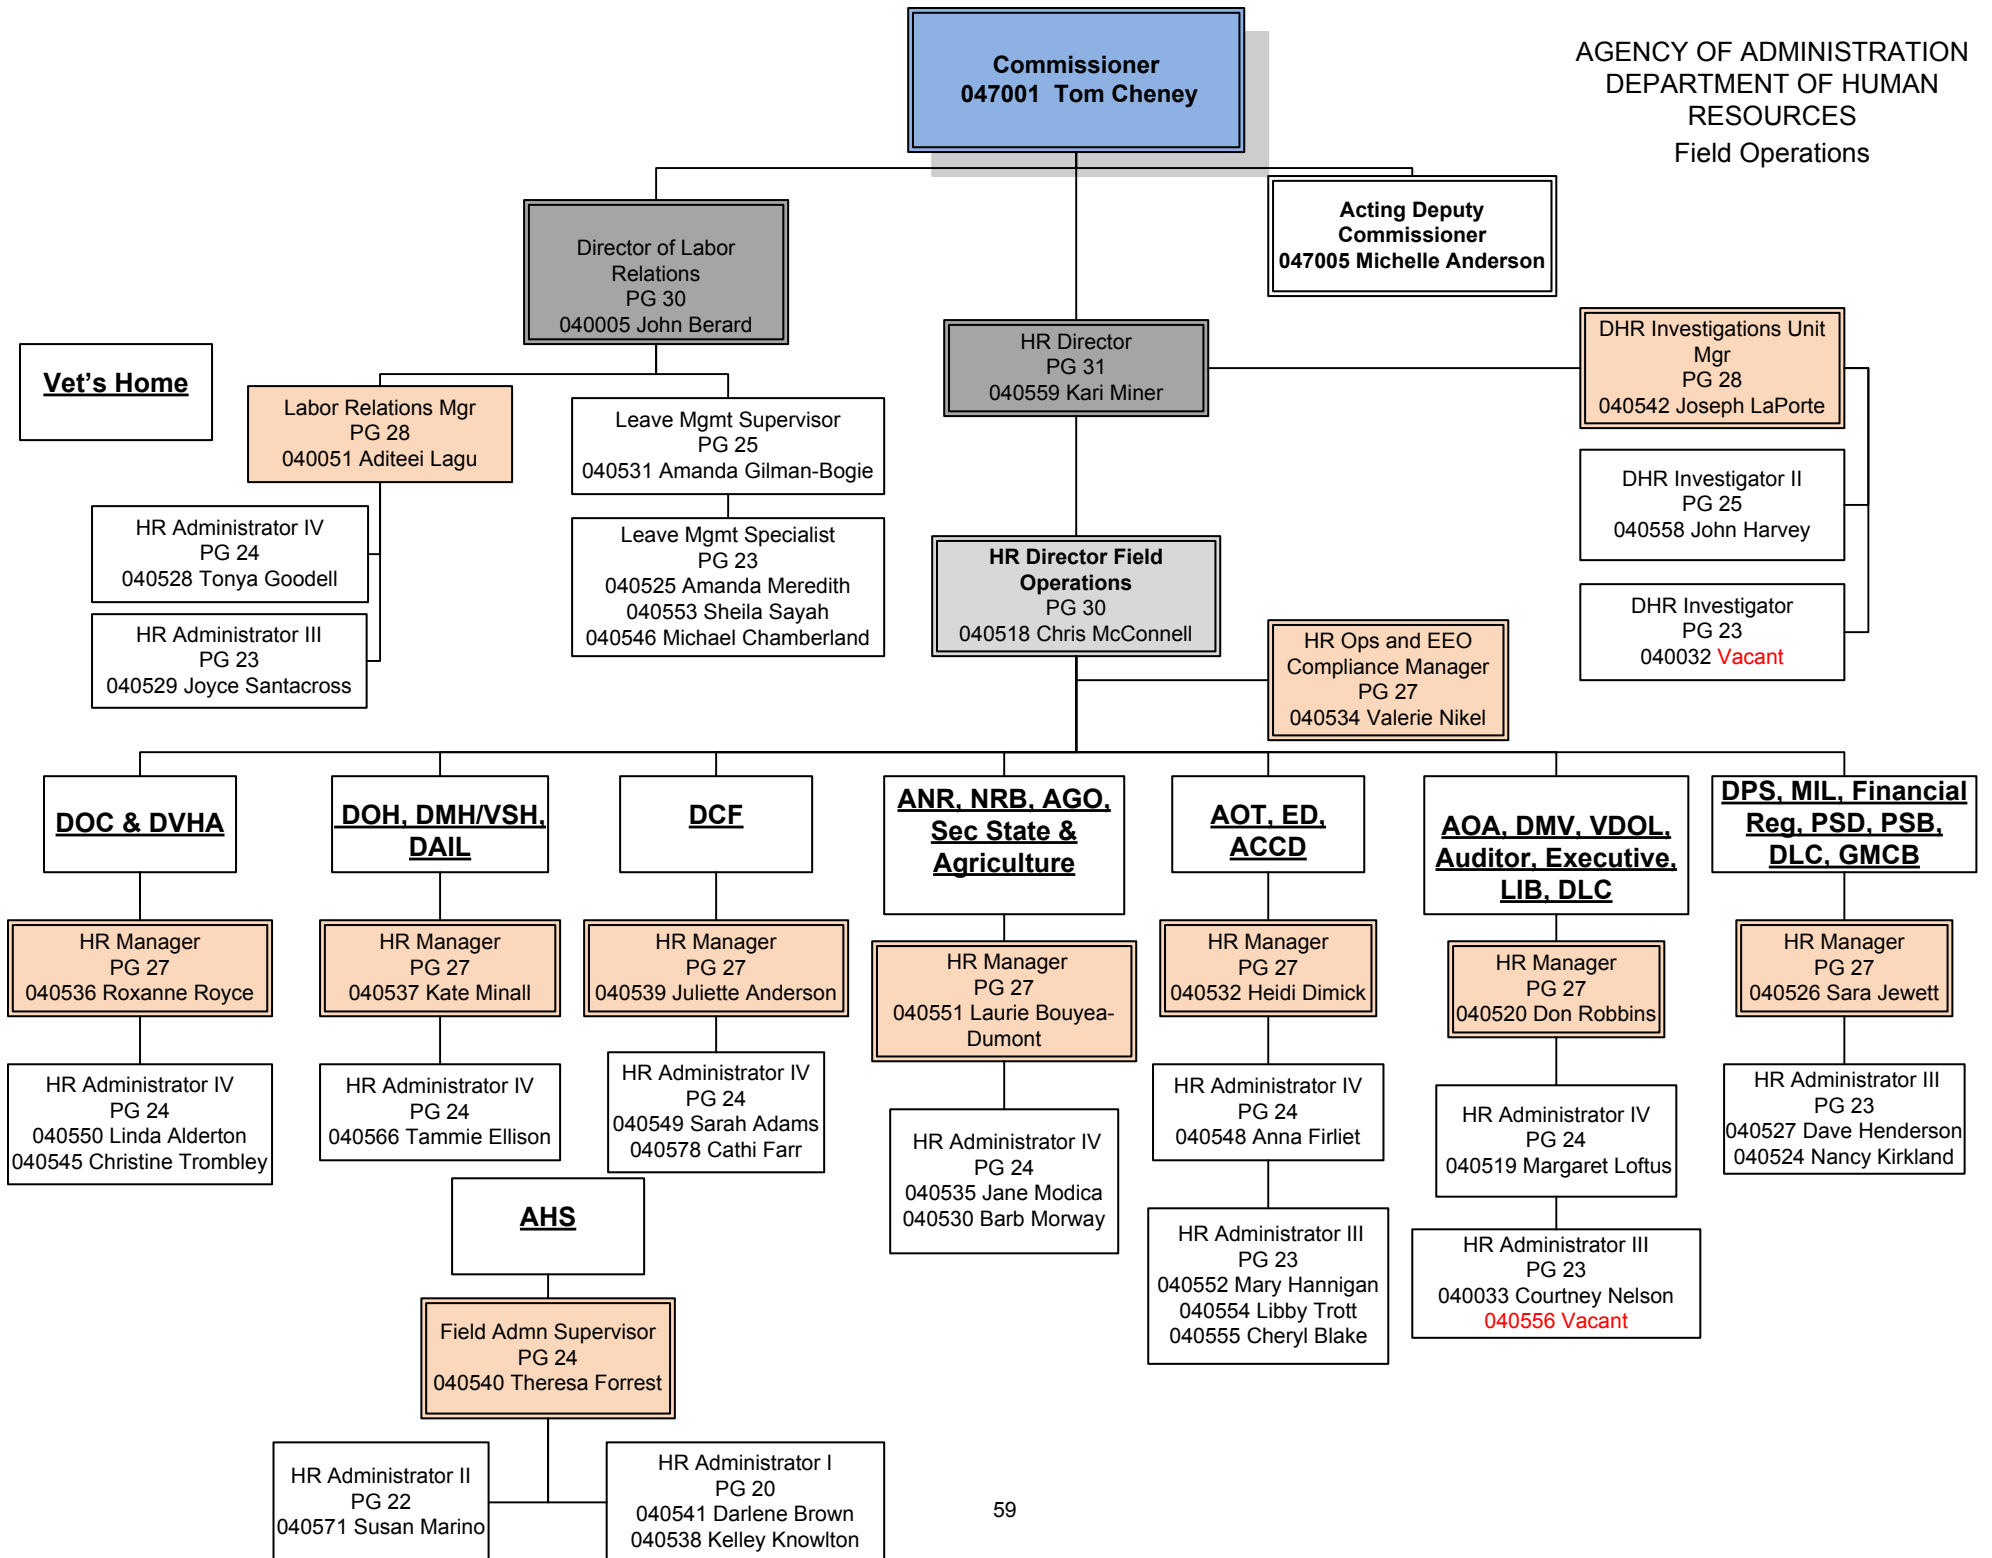 AGENCY OF ADMINISTRATION
DEPARTMENT OF HUMAN
RESOURCES
Field Operations
Commissioner
047001  Tom Cheney
Acting Deputy
Commissioner
047005 Michelle Anderson
Director of Labor
Relations
PG 30
040005 John Berard
HR Director
PG 31
040559 Kari Miner
DHR Investigations Unit
Mgr
PG 28
040542 Joseph LaPorte
Vet's Home
Labor Relations Mgr
PG 28
040051 Aditeei Lagu
Leave Mgmt Supervisor
PG 25
040531 Amanda Gilman-Bogie
DHR Investigator II
PG 25
040558 John Harvey
HR Administrator IV
PG 24
040528 Tonya Goodell
Leave Mgmt Specialist
PG 23
040525 Amanda Meredith
040553 Sheila Sayah
040546 Michael Chamberland
HR Director Field
Operations
PG 30
040518 Chris McConnell
DHR Investigator
PG 23
040032 Vacant
HR Administrator III
PG 23
040529 Joyce Santacross
HR Ops and EEO
Compliance Manager
PG 27
040534 Valerie Nikel
DOC & DVHA
DOH, DMH/VSH,
DAIL
DCF
ANR, NRB, AGO,
Sec State &
Agriculture
AOT, ED,
ACCD
AOA, DMV, VDOL,
Auditor, Executive,
LIB, DLC
DPS, MIL, Financial
Reg, PSD, PSB,
DLC, GMCB
HR Manager
PG 27
040536 Roxanne Royce
HR Manager
PG 27
040537 Kate Minall
HR Manager
PG 27
040539 Juliette Anderson
HR Manager
PG 27
040551 Laurie Bouyea-
Dumont
HR Manager
PG 27
040532 Heidi Dimick
HR Manager
PG 27
040520 Don Robbins
HR Manager
PG 27
040526 Sara Jewett
HR Administrator IV
PG 24
040550 Linda Alderton
040545 Christine Trombley
HR Administrator IV
PG 24
040566 Tammie Ellison
HR Administrator IV
PG 24
040549 Sarah Adams
040578 Cathi Farr
HR Administrator IV
PG 24
040535 Jane Modica
040530 Barb Morway
HR Administrator IV
PG 24
040548 Anna Firliet
HR Administrator IV
PG 24
040519 Margaret Loftus
HR Administrator III
PG 23
040527 Dave Henderson
040524 Nancy Kirkland
AHS
HR Administrator III
PG 23
040552 Mary Hannigan
040554 Libby Trott
040555 Cheryl Blake
HR Administrator III
PG 23
040033 Courtney Nelson
040556 Vacant
Field Admn Supervisor
PG 24
040540 Theresa Forrest
HR Administrator II
PG 22
040571 Susan Marino
HR Administrator I
PG 20
040541 Darlene Brown
040538 Kelley Knowlton
59